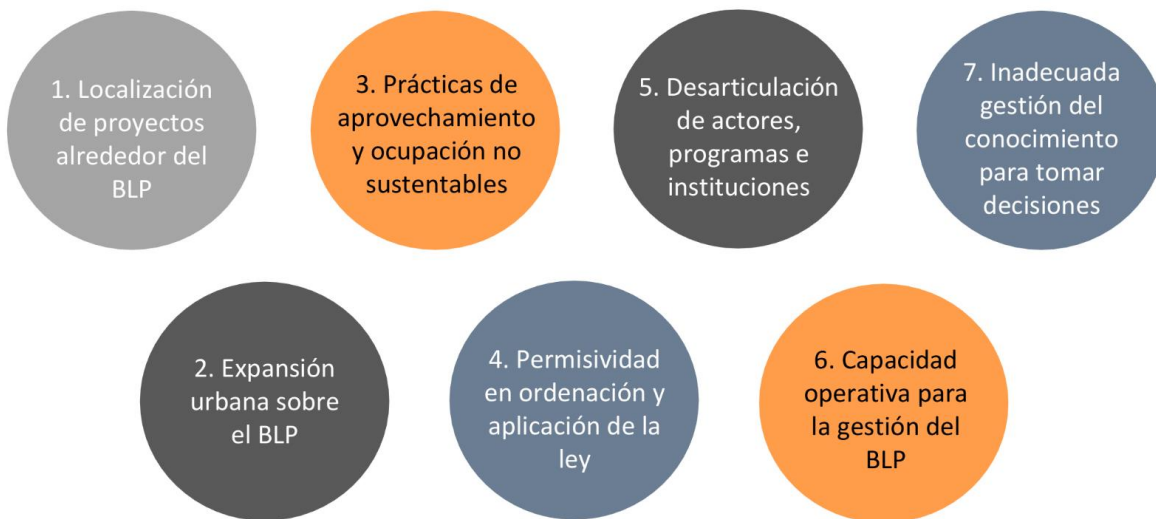 1. Localización
de proyectos
alrededor del
BLP
2. Expansión
urbana sobre
el BLP
3. Prácticas de
aprovechamiento
y ocupación no
sustentables
4. Permisividad
en ordenación y
aplicación de la
ley
5. Desarticulación
de actores,
programas e
instituciones
6. Capacidad
operativa para
la gestión del
BLP
7. Inadecuada
gestión del
conocimiento
para tomar
decisiones